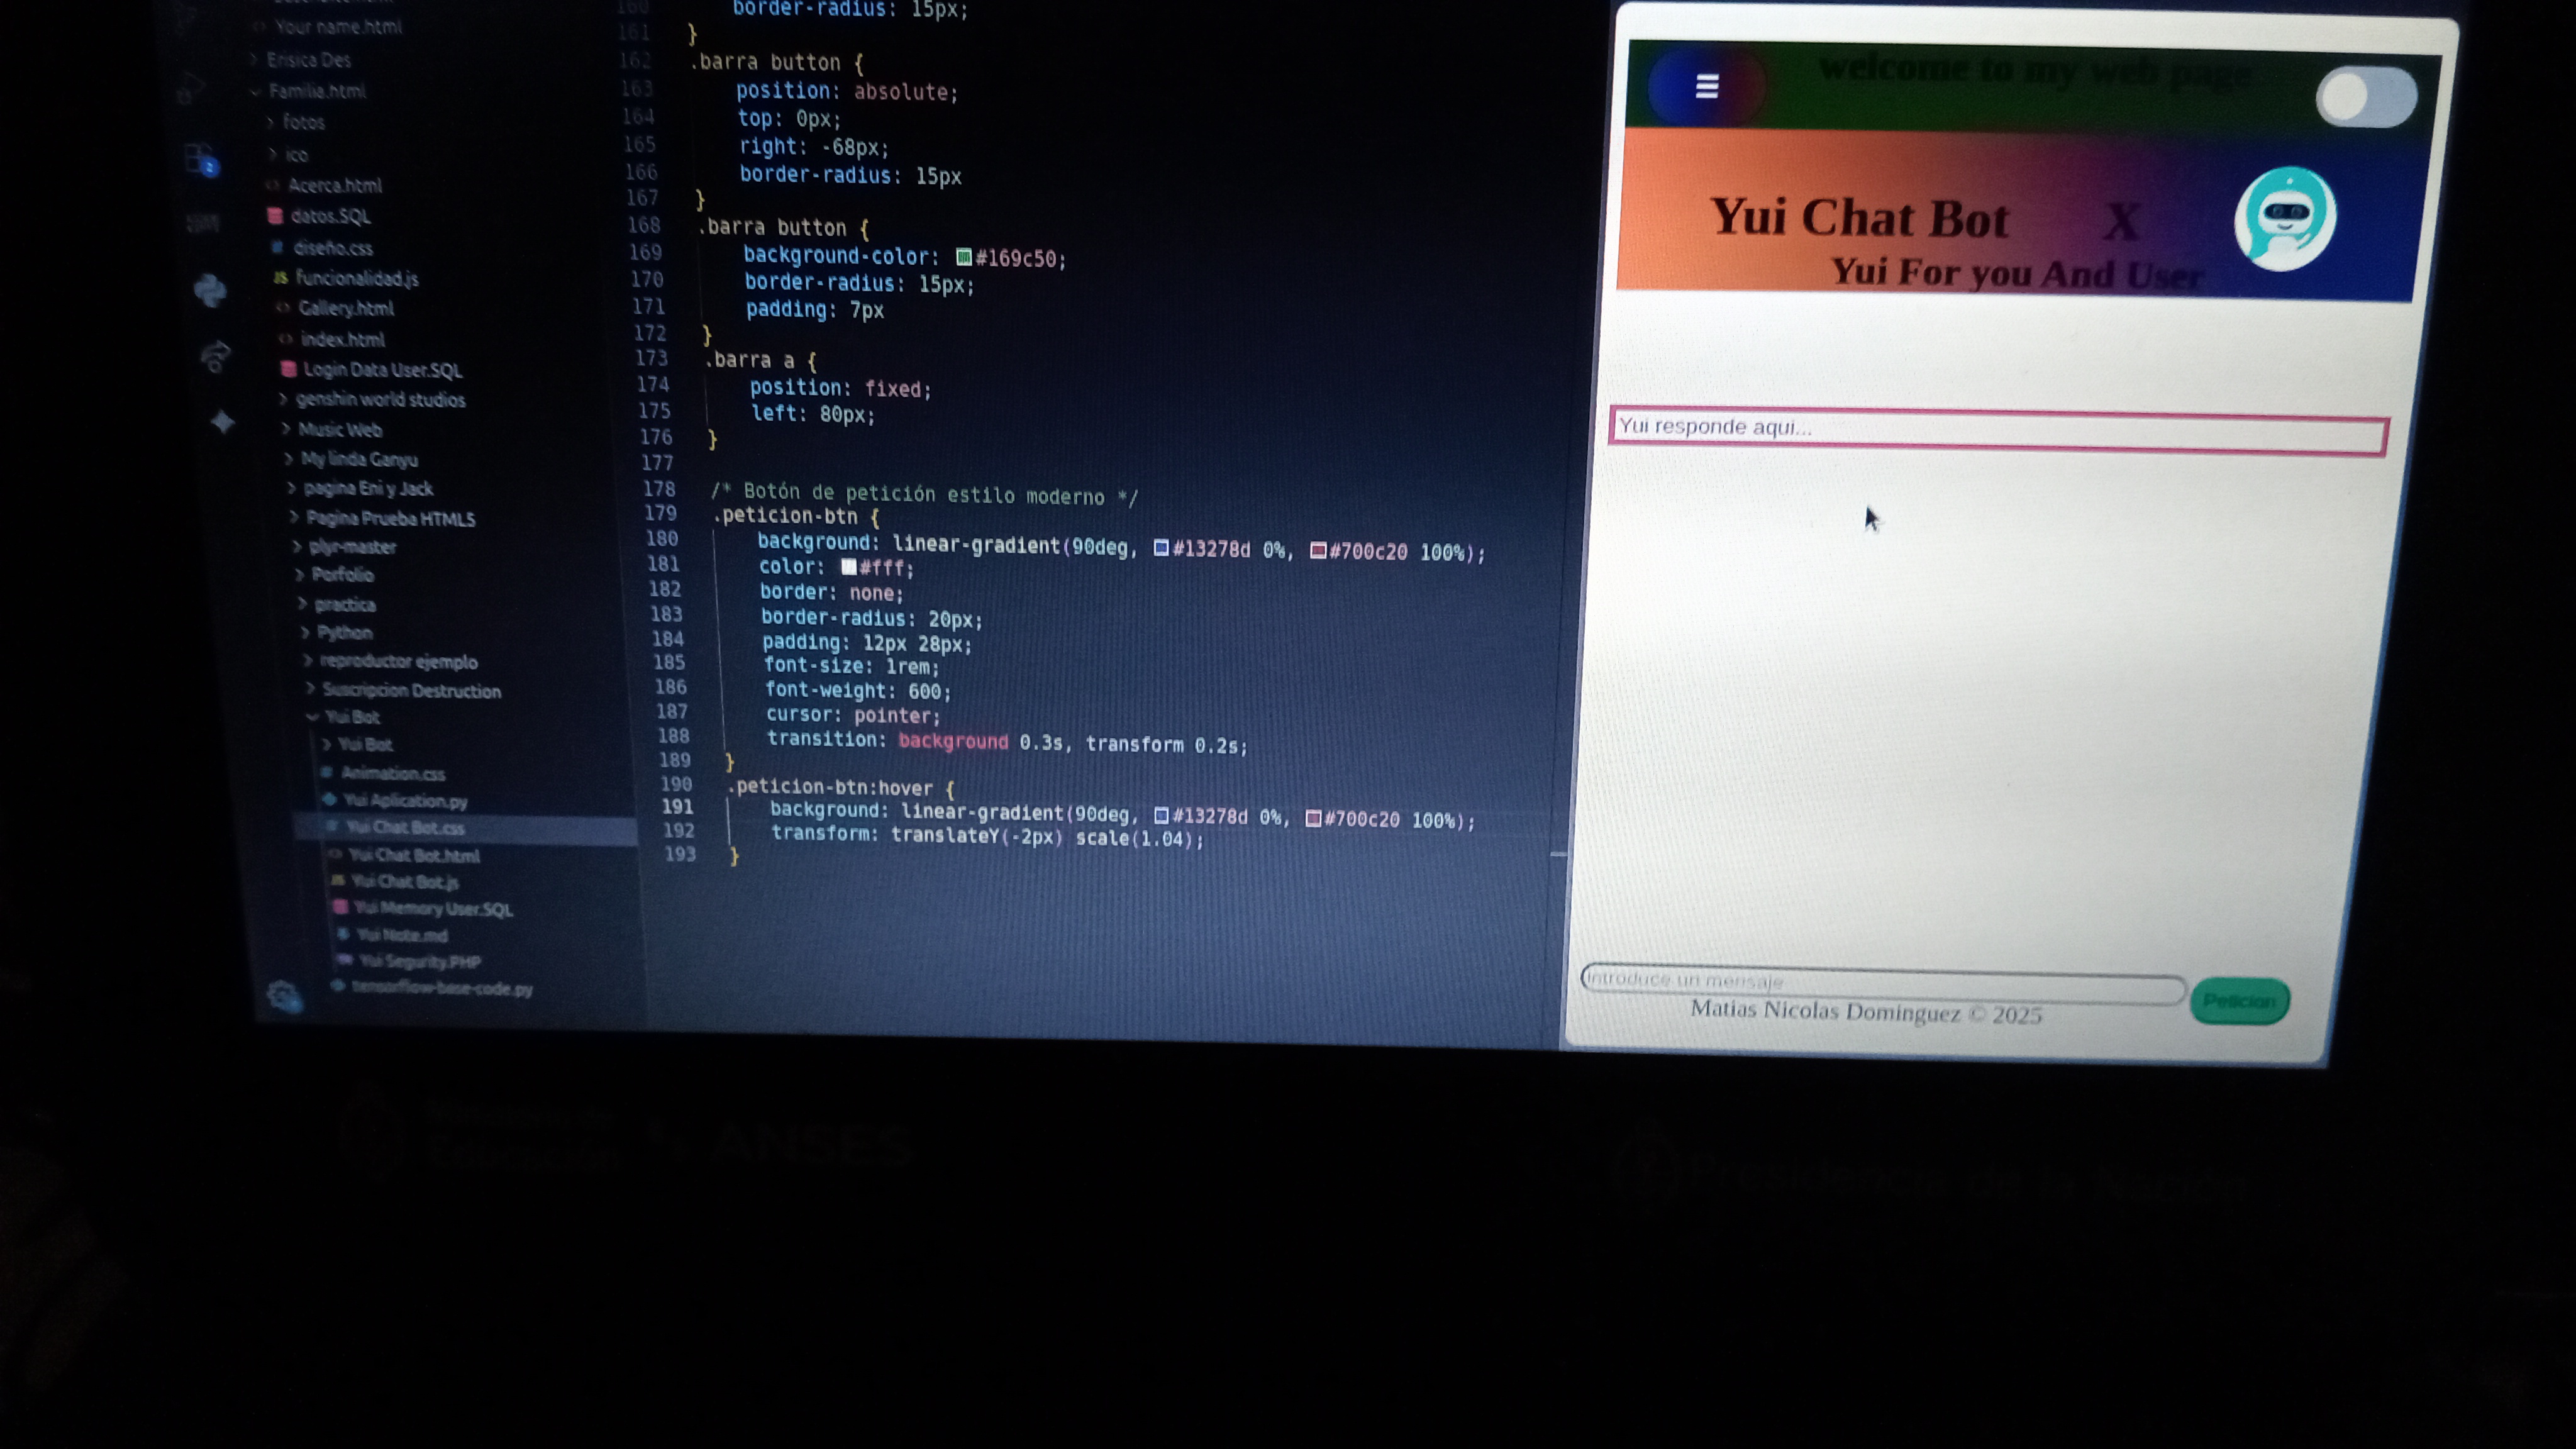 Your name.html
Erisica Des
Familia.html
fotos
ico
Acerca.html
datos.SQL
diseño.css
funcionalidad.js
Gallery.html
index.html
Login Data User.SQL
genshin world studios
Music Web
My linda Ganyu
pagina Eni y Jack
Pagina Prueba HTML5
plyr-master
Porfolio
practica
Python
reproductor ejemplo
Suscripcion Destruction
Yui Bot
Yui Bot
Animation.css
Yui Aplication.py
Yui Chat Bot.css
Yui Chat Bot.html
Yui Chat Bot.js
Yui Memory User.SQL
Yui Note.md
Yui Segurity.PHP
tensorflow-base-code.py
160 border-radius: 15px;
161 }
162 .barra button {
163 position: absolute;
164 top: 0px;
165 right: -68px;
166 border-radius: 15px
167 }
168 .barra button {
169 background-color: #169c50;
170 border-radius: 15px;
171 padding: 7px
172 }
173 .barra a {
174 position: fixed;
175 left: 80px;
176 }
177
178 /* Botón de petición estilo moderno */
179 .peticion-btn {
180 background: linear-gradient(90deg, #13278d 0%, #700c20 100%);
181 color: #fff;
182 border: none;
183 border-radius: 20px;
184 padding: 12px 28px;
185 font-size: 1rem;
186 font-weight: 600;
187 cursor: pointer;
188 transition: background 0.3s, transform 0.2s;
189 }
190 .peticion-btn:hover {
191 background: linear-gradient(90deg, #13278d 0%, #700c20 100%);
192 transform: translateY(-2px) scale(1.04);
193 }
welcome to my web page
Yui Chat Bot X
Yui For you And User
Yui responde aqui...
Introduce un mensaje
Peticion
Matias Nicolas Dominguez © 2025
Educación
ANSES
Presidencia de la Nación